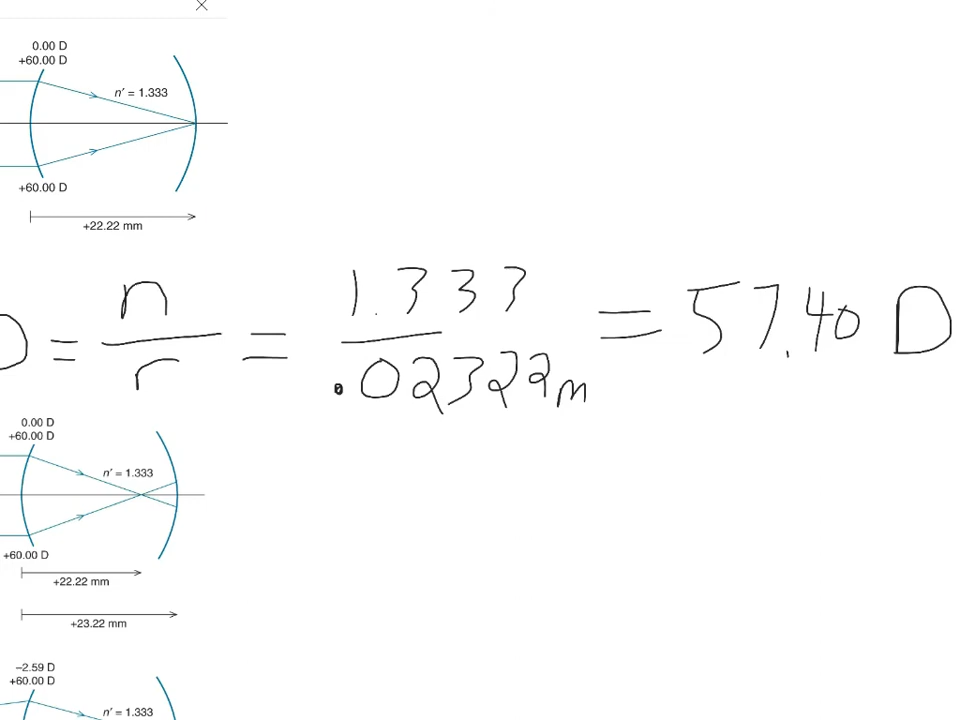 0.00 D
+60.00 D
n′ = 1.333
+60.00 D
+22.22 mm
D = n/r = 1.333/.02322m = 57.40 D
0.00 D
+60.00 D
n′ = 1.333
+60.00 D
+22.22 mm
+23.22 mm
−2.59 D
+60.00 D
n′ = 1.333